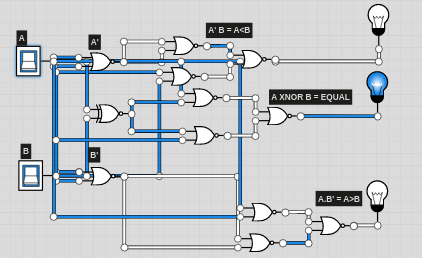 A
A'
A' B = A<B
A XNOR B = EQUAL
B
B'
A.B' = A>B